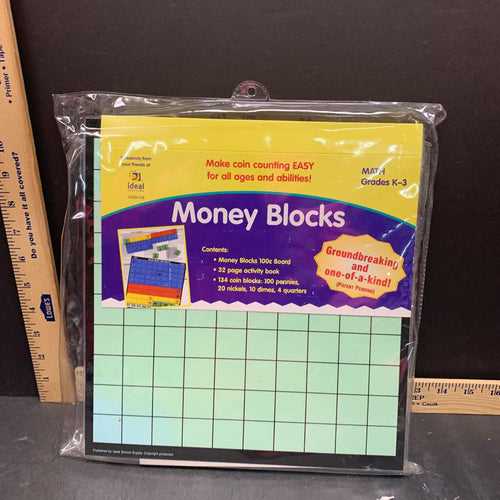 Exclusively from
your friends at
ideal
Make coin counting EASY
for all ages and abilities!
MATH
Grades K–3
Money Blocks
Contents:
• Money Blocks 100¢ Board
• 32 page activity book
• 134 coin blocks: 100 pennies,
20 nickels, 10 dimes, 4 quarters
Groundbreaking
and
one-of-a-kind!
(PATENT PENDING)
Published by Ideal School Supply. Copyright protected.
Do you have it all covered?
• Primer • Tape
LOWE'S
• Caulk